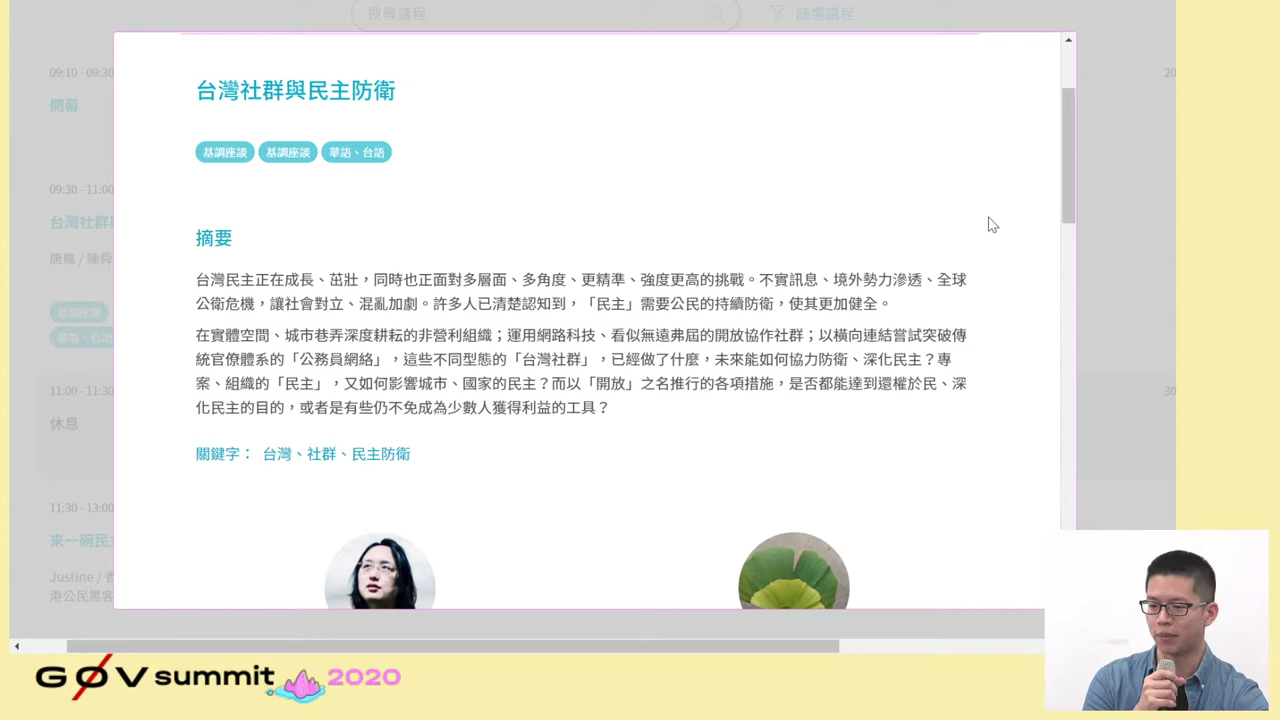 搜尋議程
篩選議程
09:10 - 09:30
20
開幕
台灣社群與民主防衛
基調座談 基調座談 華語、台語
09:30 - 11:00
台灣社群
唐鳳 / 陳舜
摘要
台灣民主正在成長、茁壯，同時也正面對多層面、多角度、更精準、強度更高的挑戰。不實訊息、境外勢力滲透、全球
公衛危機，讓社會對立、混亂加劇。許多人已清楚認知到，「民主」需要公民的持續防衛，使其更加健全。
基調座談
華語、台語
在實體空間、城市巷弄深度耕耘的非營利組織；運用網路科技、看似無遠弗屆的開放協作社群；以橫向連結嘗試突破傳
統官僚體系的「公務員網絡」，這些不同型態的「台灣社群」，已經做了什麼，未來能如何協力防衛、深化民主？專
案、組織的「民主」，又如何影響城市、國家的民主？而以「開放」之名推行的各項措施，是否都能達到還權於民、深
化民主的目的，或者是有些仍不免成為少數人獲得利益的工具？
11:00 - 11:30
30
休息
關鍵字： 台灣、社群、民主防衛
11:30 - 13:00
來一碗民
Justine / 香
港公民黑客
GØV summit 2020